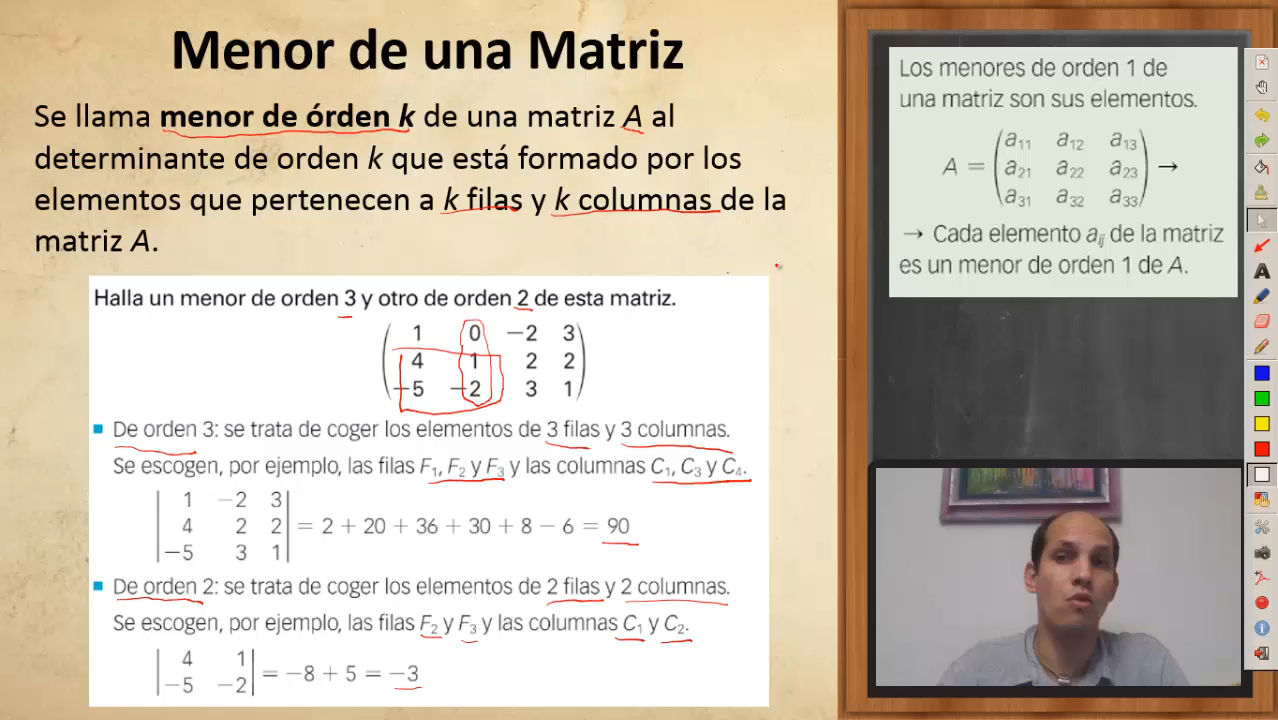 Menor de una Matriz
Se llama menor de órden k de una matriz A al
determinante de orden k que está formado por los
elementos que pertenecen a k filas y k columnas de la
matriz A.
Halla un menor de orden 3 y otro de orden 2 de esta matriz.
1 0 −2 3
4 1 2 2
−5 −2 3 1
De orden 3: se trata de coger los elementos de 3 filas y 3 columnas.
Se escogen, por ejemplo, las filas F₁, F₂ y F₃ y las columnas C₁, C₃ y C₄.
1 −2 3
4 2 2 = 2 + 20 + 36 + 30 + 8 − 6 = 90
−5 3 1
De orden 2: se trata de coger los elementos de 2 filas y 2 columnas.
Se escogen, por ejemplo, las filas F₂ y F₃ y las columnas C₁ y C₂.
4 1
−5 −2 = −8 + 5 = −3
Los menores de orden 1 de
una matriz son sus elementos.
a₁₁ a₁₂ a₁₃
A = a₂₁ a₂₂ a₂₃ →
a₃₁ a₃₂ a₃₃
→ Cada elemento aᵢⱼ de la matriz
es un menor de orden 1 de A.